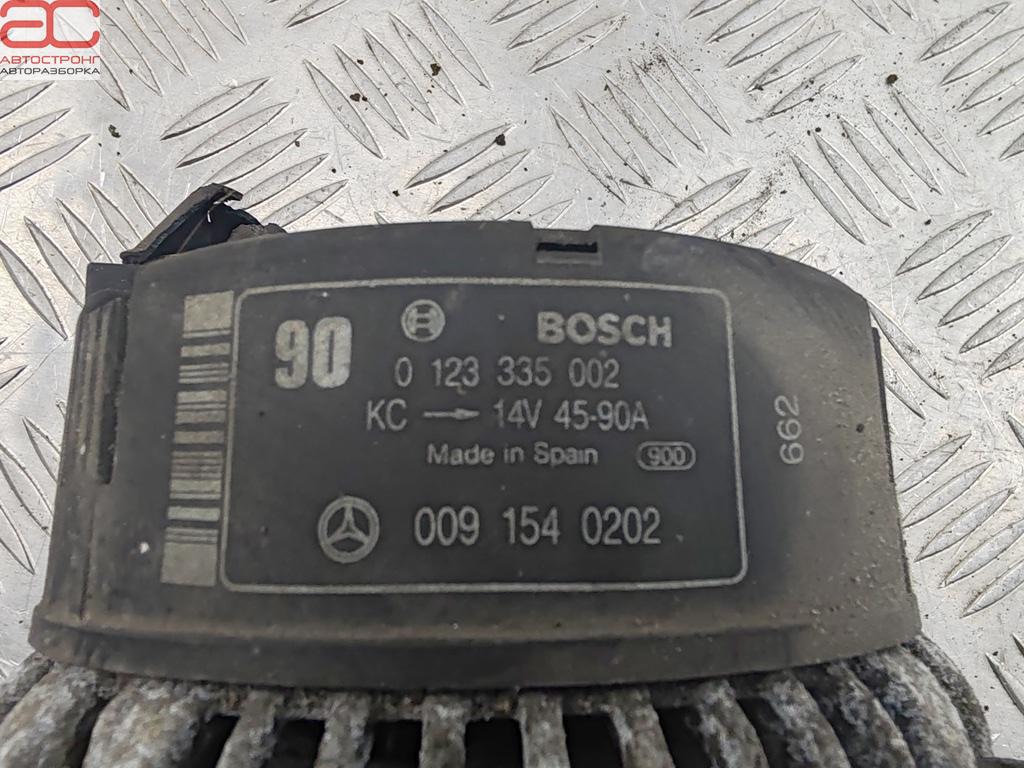 АС
АВТОСТРОНГ
АВТОРАЗБОРКА
90
BOSCH
0 123 335 002
KC → 14V 45-90A
Made in Spain 900
009 154 0202
662